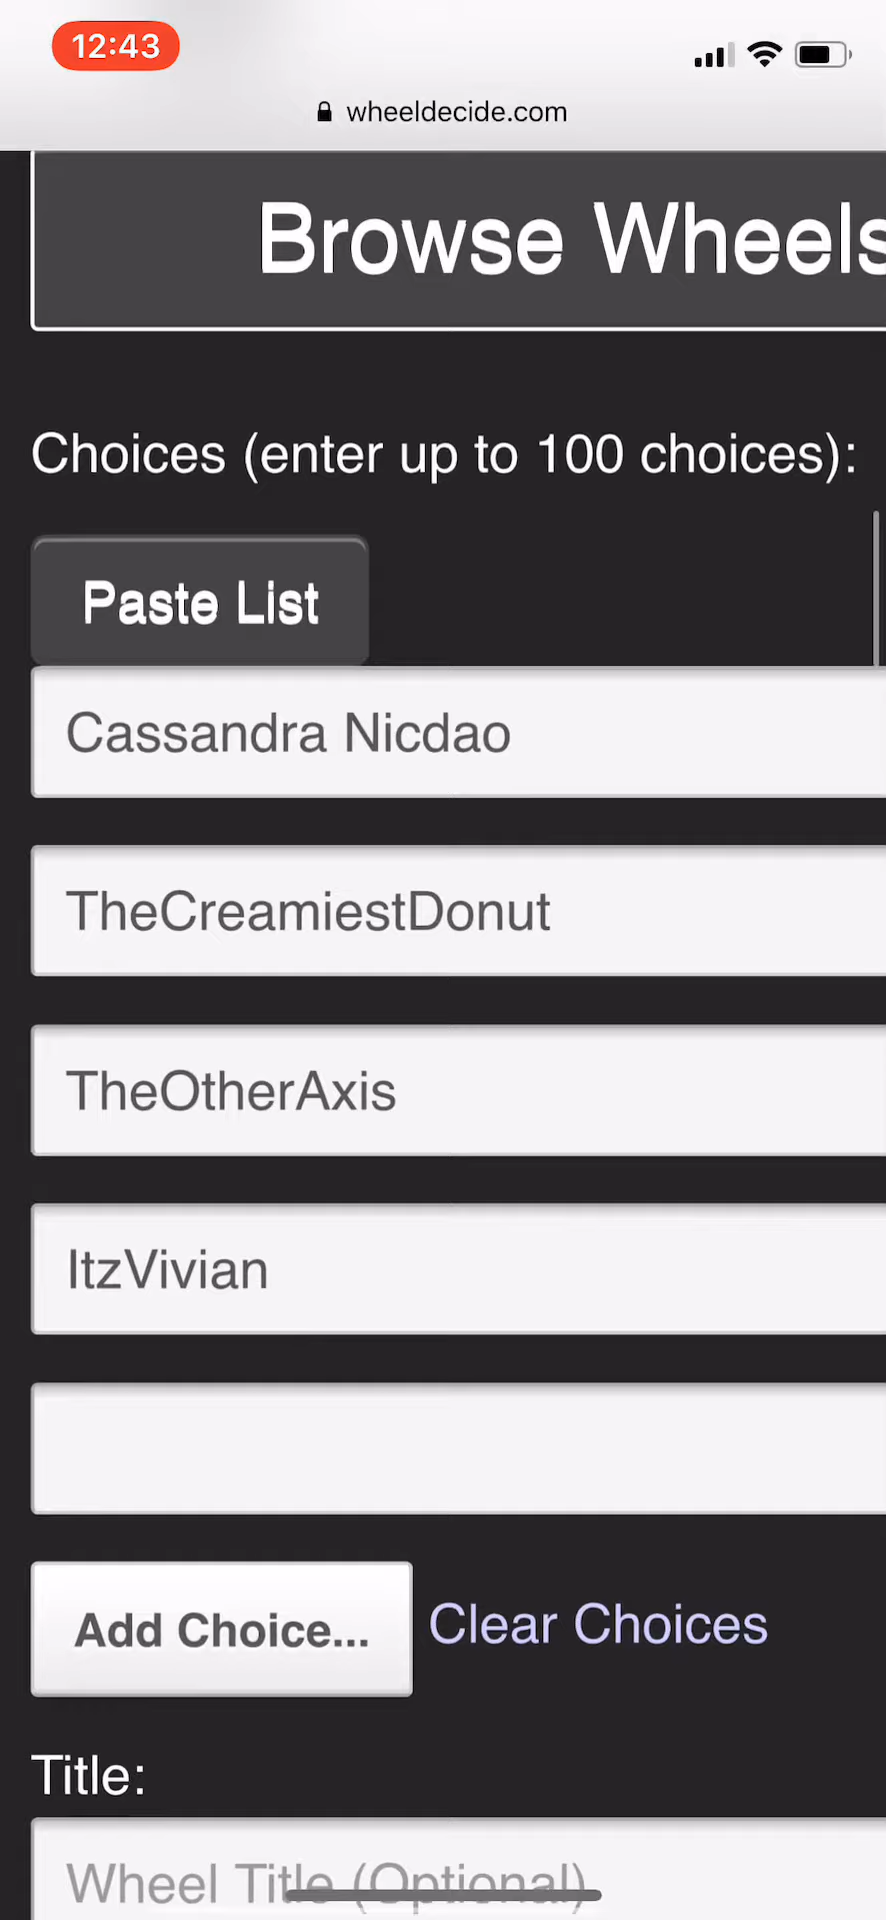 12:43
wheeldecide.com
Browse Wheels
Choices (enter up to 100 choices):
Paste List
Cassandra Nicdao
TheCreamiestDonut
TheOtherAxis
ItzVivian
Add Choice...
Clear Choices
Title:
Wheel Title (Optional)